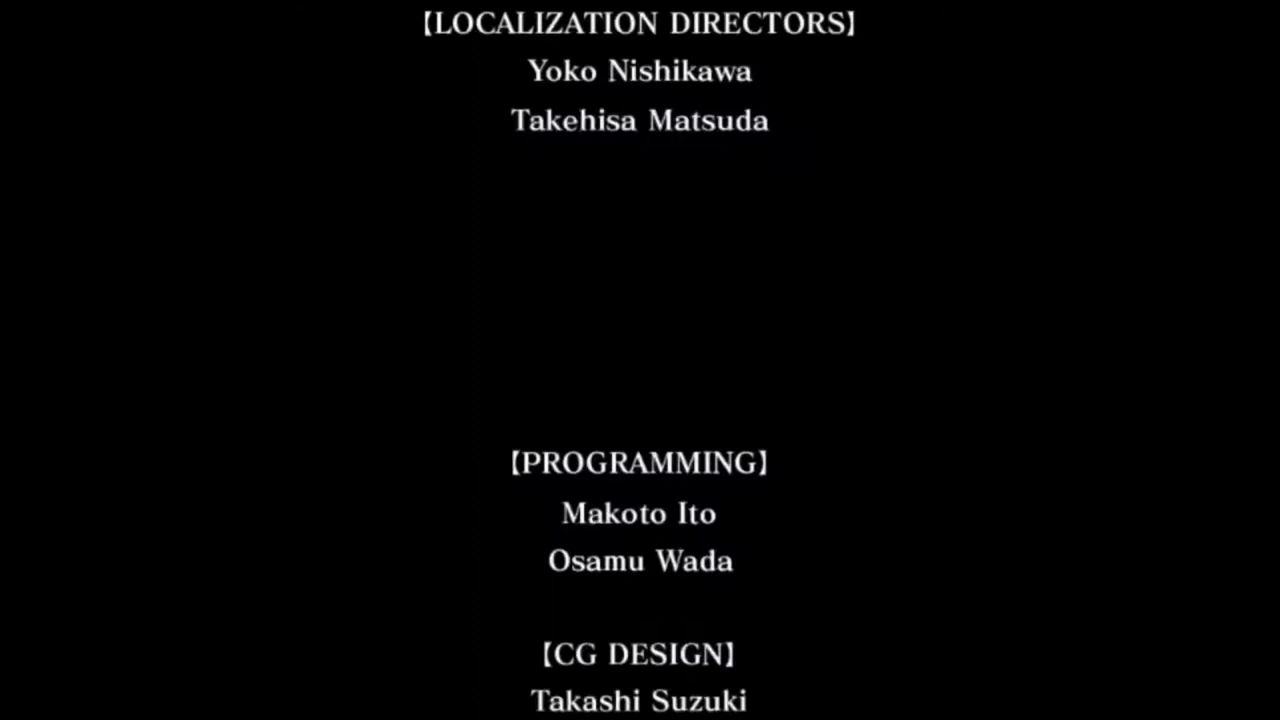 【LOCALIZATION DIRECTORS】
Yoko Nishikawa
Takehisa Matsuda
【PROGRAMMING】
Makoto Ito
Osamu Wada
【CG DESIGN】
Takashi Suzuki